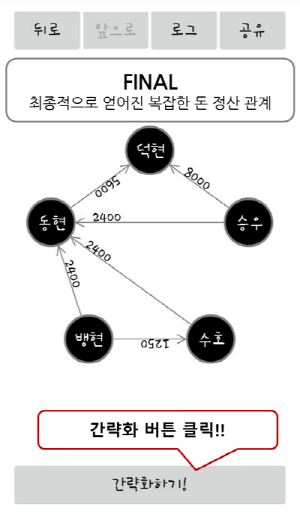 뒤로 앞으로 로그 공유
FINAL
최종적으로 얻어진 복잡한 돈 정산 관계
덕현
5600
8000
동현
2400
승우
2400
2400
뱅현
1250
수호
간략화 버튼 클릭!!
간략화하기!